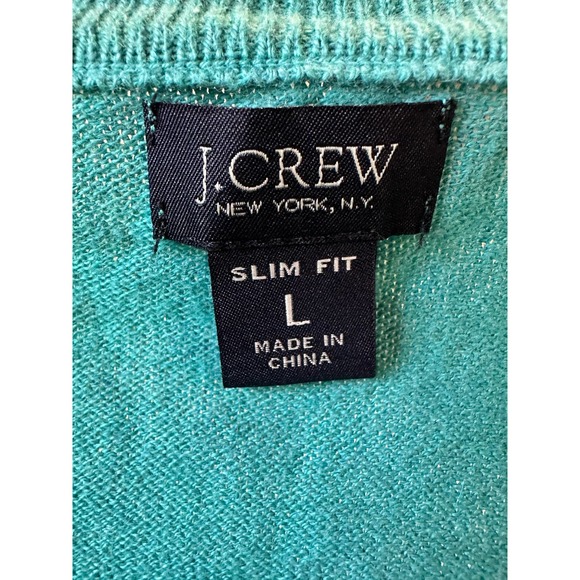 J.CREW
NEW YORK, N.Y.
SLIM FIT
L
MADE IN
CHINA